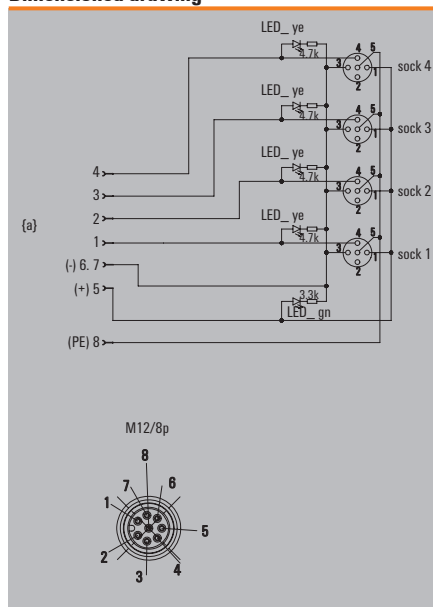 LED_ ye
4.7k
4 5
3 1
2
sock 4
LED_ ye
4.7k
4 5
3 1
2
sock 3
LED_ ye
4.7k
4 5
3 1
2
sock 2
LED_ ye
4.7k
4 5
3 1
2
sock 1
{a}
4
3
2
1
(-) 6. 7
(+) 5
3.3k
LED_ gn
(PE) 8
M12/8p
8
7 6
1
5
2
3 4